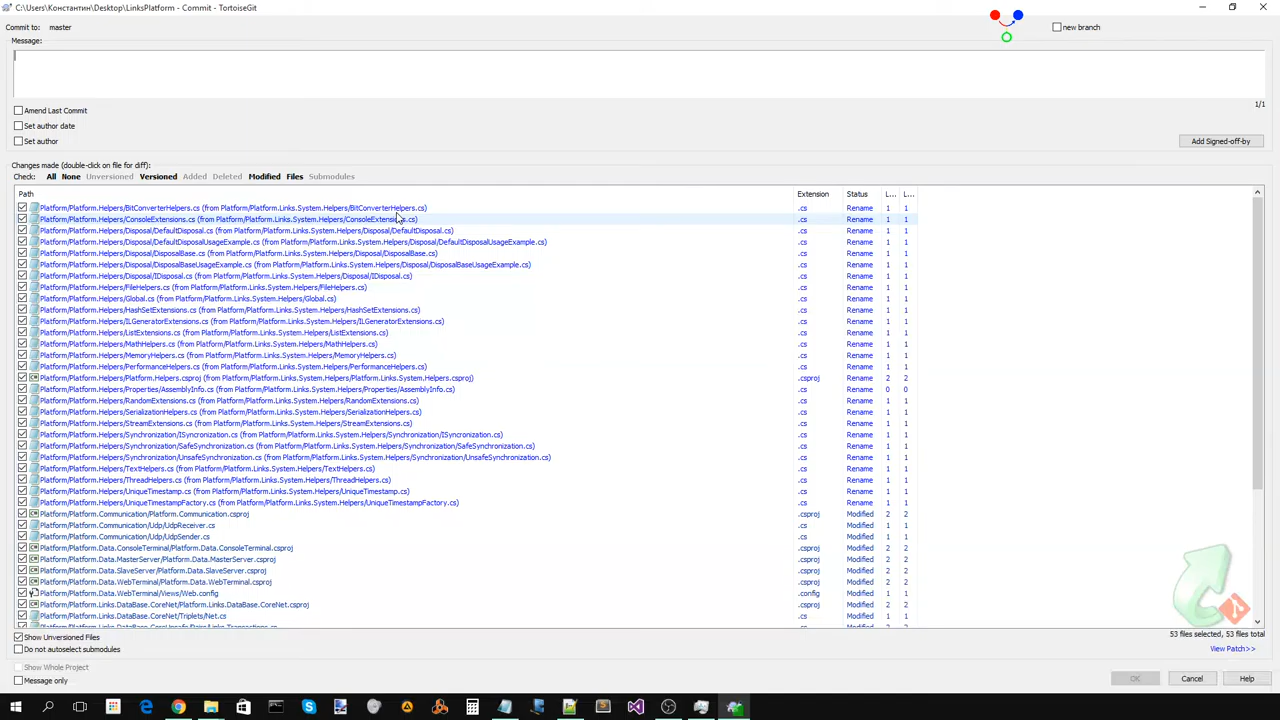 C:\Users\Константин\Desktop\LinksPlatform - Commit - TortoiseGit
Commit to: master
new branch
Message:
1/1
Amend Last Commit
Set author date
Set author
Add Signed-off-by
Changes made (double-click on file for diff):
Check: All None Unversioned Versioned Added Deleted Modified Files Submodules
Path Extension Status L... L...
Platform/Platform.Helpers/BitConverterHelpers.cs (from Platform/Platform.Links.System.Helpers/BitConverterHelpers.cs) .cs Rename 1 1
Platform/Platform.Helpers/ConsoleExtensions.cs (from Platform/Platform.Links.System.Helpers/ConsoleExtensions.cs) .cs Rename 1 1
Platform/Platform.Helpers/Disposal/DefaultDisposal.cs (from Platform/Platform.Links.System.Helpers/Disposal/DefaultDisposal.cs) .cs Rename 1 1
Platform/Platform.Helpers/Disposal/DefaultDisposalUsageExample.cs (from Platform/Platform.Links.System.Helpers/Disposal/DefaultDisposalUsageExample.cs) .cs Rename 1 1
Platform/Platform.Helpers/Disposal/DisposalBase.cs (from Platform/Platform.Links.System.Helpers/Disposal/DisposalBase.cs) .cs Rename 1 1
Platform/Platform.Helpers/Disposal/DisposalBaseUsageExample.cs (from Platform/Platform.Links.System.Helpers/Disposal/DisposalBaseUsageExample.cs) .cs Rename 1 1
Platform/Platform.Helpers/Disposal/IDisposal.cs (from Platform/Platform.Links.System.Helpers/Disposal/IDisposal.cs) .cs Rename 1 1
Platform/Platform.Helpers/FileHelpers.cs (from Platform/Platform.Links.System.Helpers/FileHelpers.cs) .cs Rename 1 1
Platform/Platform.Helpers/Global.cs (from Platform/Platform.Links.System.Helpers/Global.cs) .cs Rename 1 1
Platform/Platform.Helpers/HashSetExtensions.cs (from Platform/Platform.Links.System.Helpers/HashSetExtensions.cs) .cs Rename 1 1
Platform/Platform.Helpers/ILGeneratorExtensions.cs (from Platform/Platform.Links.System.Helpers/ILGeneratorExtensions.cs) .cs Rename 1 1
Platform/Platform.Helpers/ListExtensions.cs (from Platform/Platform.Links.System.Helpers/ListExtensions.cs) .cs Rename 1 1
Platform/Platform.Helpers/MathHelpers.cs (from Platform/Platform.Links.System.Helpers/MathHelpers.cs) .cs Rename 1 1
Platform/Platform.Helpers/MemoryHelpers.cs (from Platform/Platform.Links.System.Helpers/MemoryHelpers.cs) .cs Rename 1 1
Platform/Platform.Helpers/PerformanceHelpers.cs (from Platform/Platform.Links.System.Helpers/PerformanceHelpers.cs) .cs Rename 1 1
Platform/Platform.Helpers/Platform.Helpers.csproj (from Platform/Platform.Links.System.Helpers/Platform.Links.System.Helpers.csproj) .csproj Rename 2 2
Platform/Platform.Helpers/Properties/AssemblyInfo.cs (from Platform/Platform.Links.System.Helpers/Properties/AssemblyInfo.cs) .cs Rename 0 0
Platform/Platform.Helpers/RandomExtensions.cs (from Platform/Platform.Links.System.Helpers/RandomExtensions.cs) .cs Rename 1 1
Platform/Platform.Helpers/SerializationHelpers.cs (from Platform/Platform.Links.System.Helpers/SerializationHelpers.cs) .cs Rename 1 1
Platform/Platform.Helpers/StreamExtensions.cs (from Platform/Platform.Links.System.Helpers/StreamExtensions.cs) .cs Rename 1 1
Platform/Platform.Helpers/Synchronization/ISyncronization.cs (from Platform/Platform.Links.System.Helpers/Synchronization/ISyncronization.cs) .cs Rename 1 1
Platform/Platform.Helpers/Synchronization/SafeSynchronization.cs (from Platform/Platform.Links.System.Helpers/Synchronization/SafeSynchronization.cs) .cs Rename 1 1
Platform/Platform.Helpers/Synchronization/UnsafeSynchronization.cs (from Platform/Platform.Links.System.Helpers/Synchronization/UnsafeSynchronization.cs) .cs Rename 1 1
Platform/Platform.Helpers/TextHelpers.cs (from Platform/Platform.Links.System.Helpers/TextHelpers.cs) .cs Rename 1 1
Platform/Platform.Helpers/ThreadHelpers.cs (from Platform/Platform.Links.System.Helpers/ThreadHelpers.cs) .cs Rename 1 1
Platform/Platform.Helpers/UniqueTimestamp.cs (from Platform/Platform.Links.System.Helpers/UniqueTimestamp.cs) .cs Rename 1 1
Platform/Platform.Helpers/UniqueTimestampFactory.cs (from Platform/Platform.Links.System.Helpers/UniqueTimestampFactory.cs) .cs Rename 1 1
Platform/Platform.Communication/Platform.Communication.csproj .csproj Modified 2 2
Platform/Platform.Communication/Udp/UdpReceiver.cs .cs Modified 1 1
Platform/Platform.Communication/Udp/UdpSender.cs .cs Modified 1 1
Platform/Platform.Data.ConsoleTerminal/Platform.Data.ConsoleTerminal.csproj .csproj Modified 2 2
Platform/Platform.Data.MasterServer/Platform.Data.MasterServer.csproj .csproj Modified 2 2
Platform/Platform.Data.SlaveServer/Platform.Data.SlaveServer.csproj .csproj Modified 2 2
Platform/Platform.Data.WebTerminal/Platform.Data.WebTerminal.csproj .csproj Modified 2 2
Platform/Platform.Data.WebTerminal/Views/Web.config .config Modified 1 1
Platform/Platform.Links.DataBase.CoreNet/Platform.Links.DataBase.CoreNet.csproj .csproj Modified 2 2
Platform/Platform.Links.DataBase.CoreNet/Triplets/Net.cs .cs Modified 1 1
Platform/Platform.Links.DataBase.CoreUnsafe/Pairs/Links.Transactions.cs .cs Modified 2 2
53 files selected, 53 files total
Show Unversioned Files
View Patch>>
Do not autoselect submodules
Show Whole Project
Message only
OK Cancel Help